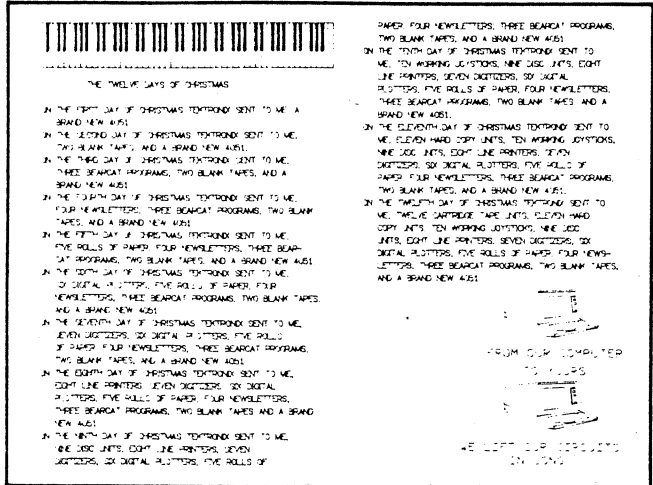 THE TWELVE DAYS OF CHRISTMAS
ON THE FIRST DAY OF CHRISTMAS TEKTRONIX SENT TO ME A
BRAND NEW 4051.
ON THE SECOND DAY OF CHRISTMAS TEKTRONIX SENT TO ME,
TWO BLANK TAPES, AND A BRAND NEW 4051.
ON THE THIRD DAY OF CHRISTMAS TEKTRONIX SENT TO ME,
THREE BEARCAT PROGRAMS, TWO BLANK TAPES, AND A
BRAND NEW 4051
ON THE FOURTH DAY OF CHRISTMAS TEKTRONIX SENT TO ME,
FOUR NEWSLETTERS, THREE BEARCAT PROGRAMS, TWO BLANK
TAPES, AND A BRAND NEW 4051
ON THE FIFTH DAY OF CHRISTMAS TEKTRONIX SENT TO ME,
FIVE ROLLS OF PAPER FOUR NEWSLETTERS, THREE BEAR-
CAT PROGRAMS, TWO BLANK TAPES, AND A BRAND NEW 4051
ON THE SIXTH DAY OF CHRISTMAS TEKTRONIX SENT TO ME,
SIX DIGITAL PLOTTERS, FIVE ROLLS OF PAPER, FOUR
NEWSLETTERS, THREE BEARCAT PROGRAMS, TWO BLANK TAPES,
AND A BRAND NEW 4051
ON THE SEVENTH DAY OF CHRISTMAS TEKTRONIX SENT TO ME,
SEVEN DIGITIZERS, SIX DIGITAL PLOTTERS, FIVE ROLLS
OF PAPER, FOUR NEWSLETTERS, THREE BEARCAT PROGRAMS,
TWO BLANK TAPES, AND A BRAND NEW 4051
ON THE EIGHTH DAY OF CHRISTMAS TEKTRONIX SENT TO ME,
EIGHT LINE PRINTERS, SEVEN DIGITIZERS, SIX DIGITAL
PLOTTERS, FIVE ROLLS OF PAPER, FOUR NEWSLETTERS,
THREE BEARCAT PROGRAMS, TWO BLANK TAPES AND A BRAND
NEW 4051
ON THE NINTH DAY OF CHRISTMAS TEKTRONIX SENT TO ME,
NINE DISC UNITS, EIGHT LINE PRINTERS, SEVEN
DIGITIZERS, SIX DIGITAL PLOTTERS, FIVE ROLLS OF
PAPER, FOUR NEWSLETTERS, THREE BEARCAT PROGRAMS,
TWO BLANK TAPES, AND A BRAND NEW 4051
ON THE TENTH DAY OF CHRISTMAS TEKTRONIX SENT TO
ME, TEN WORKING JOYSTICKS, NINE DISC UNITS, EIGHT
LINE PRINTERS, SEVEN DIGITIZERS, SIX DIGITAL
PLOTTERS, FIVE ROLLS OF PAPER, FOUR NEWSLETTERS,
THREE BEARCAT PROGRAMS, TWO BLANK TAPES, AND A
BRAND NEW 4051.
ON THE ELEVENTH DAY OF CHRISTMAS TEKTRONIX SENT TO
ME, ELEVEN HARD COPY UNITS, TEN WORKING JOYSTICKS,
NINE DISC UNITS, EIGHT LINE PRINTERS, SEVEN
DIGITIZERS, SIX DIGITAL PLOTTERS, FIVE ROLLS OF
PAPER FOUR NEWSLETTERS, THREE BEARCAT PROGRAMS,
TWO BLANK TAPES, AND A BRAND NEW 4051.
ON THE TWELFTH DAY OF CHRISTMAS TEKTRONIX SENT TO
ME, TWELVE CARTRIDGE TAPE UNITS, ELEVEN HARD
COPY UNITS TEN WORKING JOYSTICKS, NINE DISC
UNITS, EIGHT LINE PRINTERS, SEVEN DIGITIZERS, SIX
DIGITAL PLOTTERS, FIVE ROLLS OF PAPER, FOUR NEWS-
LETTERS, THREE BEARCAT PROGRAMS, TWO BLANK TAPES,
AND A BRAND NEW 4051
FROM OUR COMPUTER
TO YOURS
WE LIFT OUR CIRCUITS
IN SONG